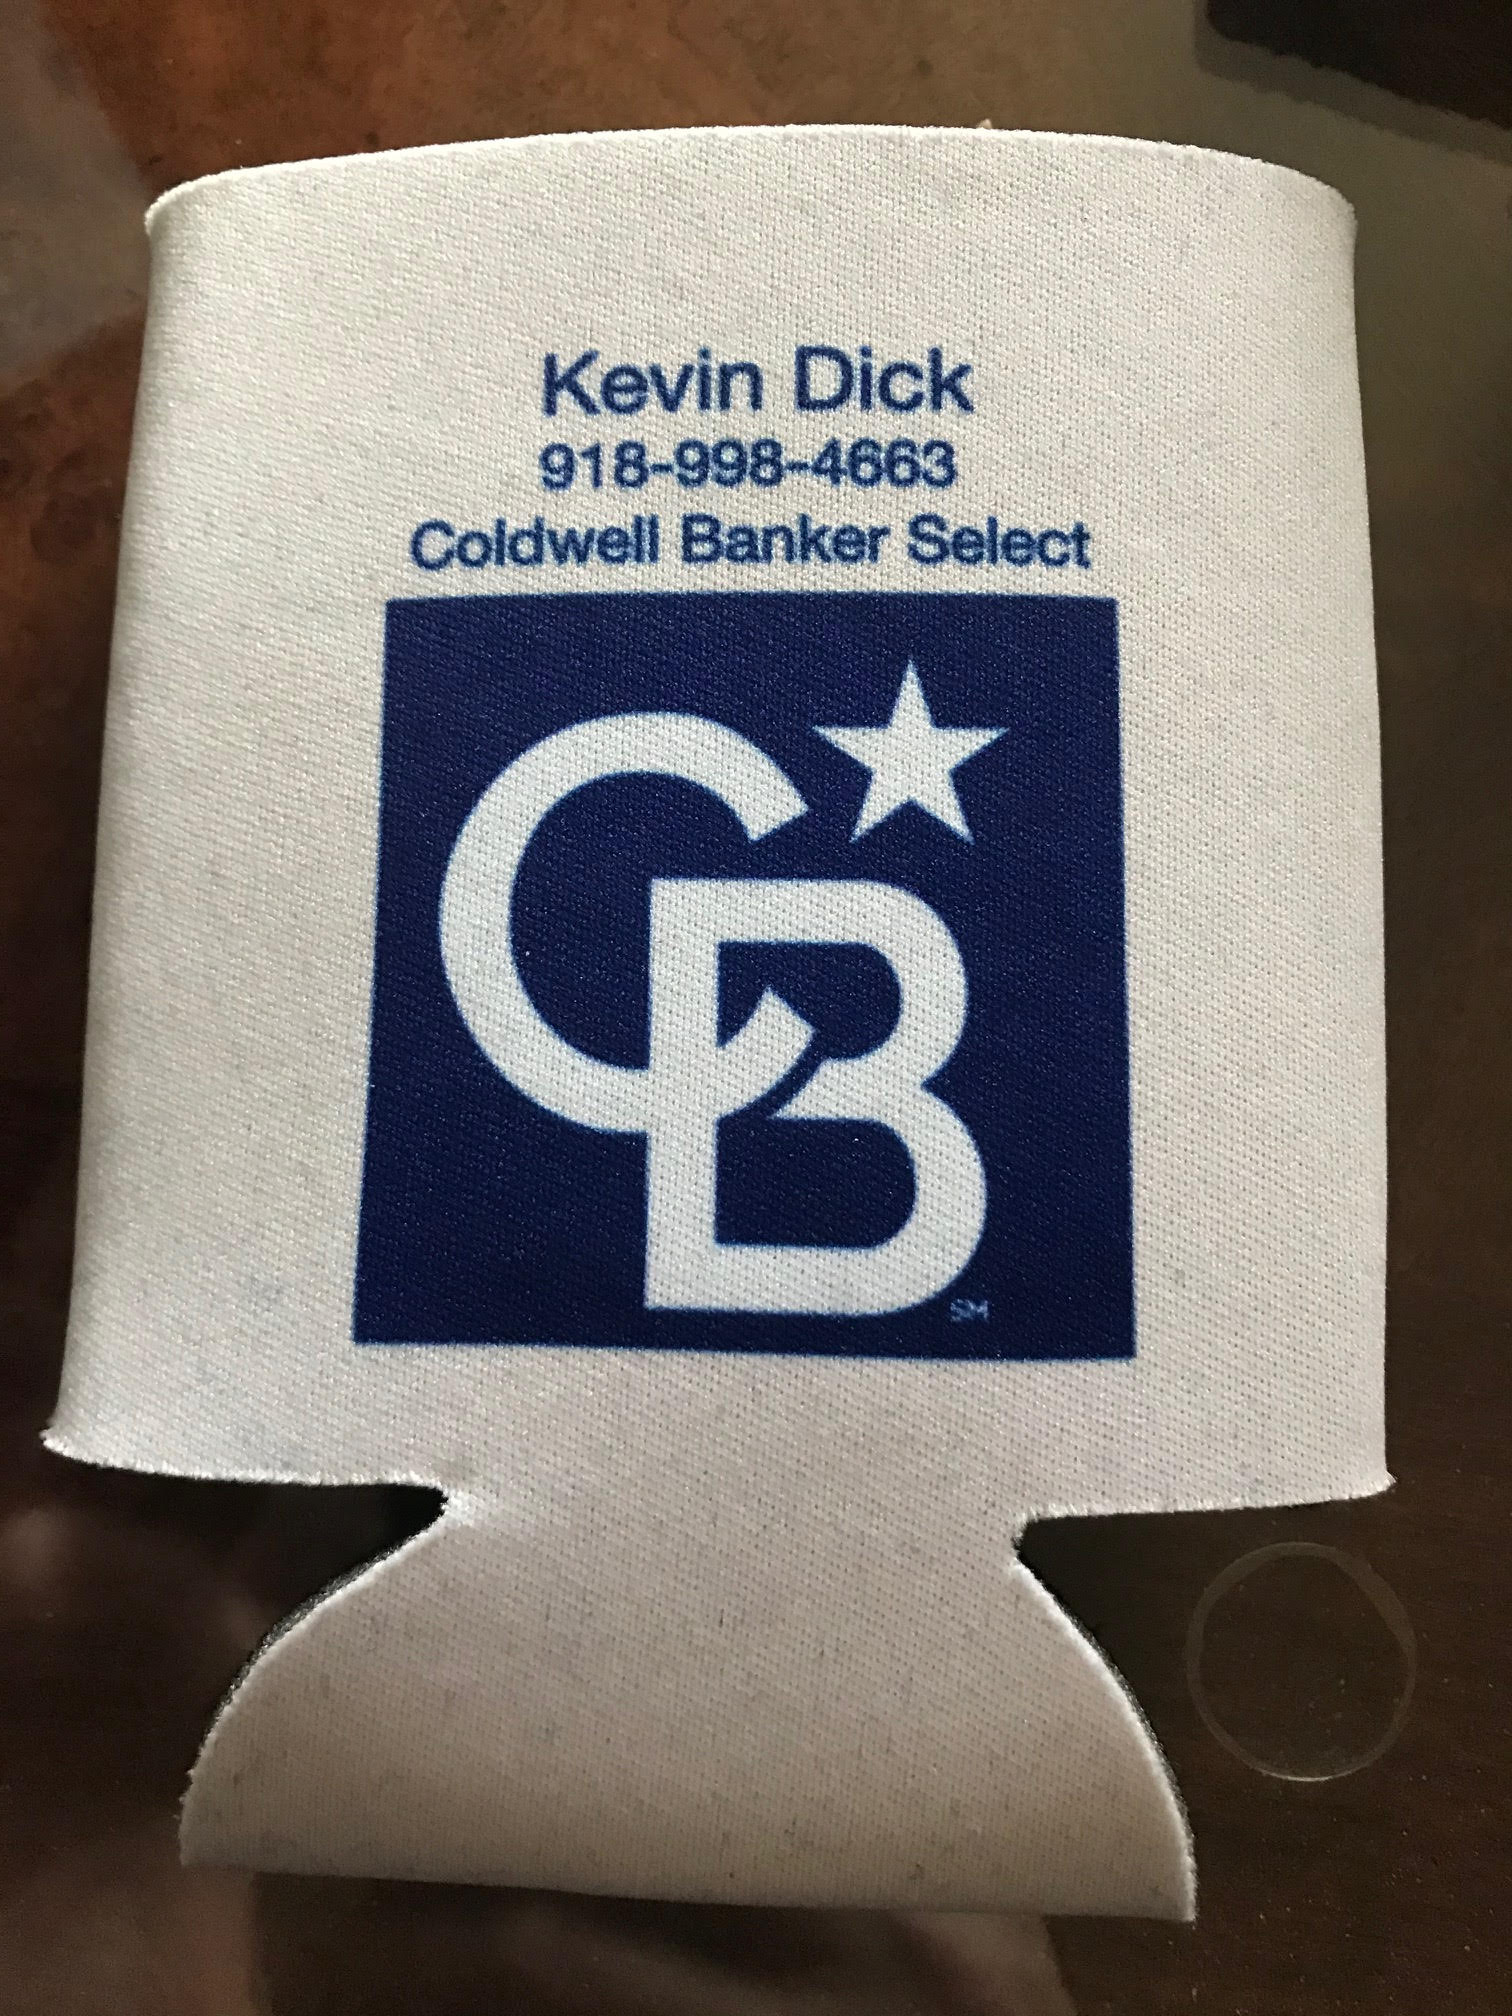 Kevin Dick
918-998-4663
Coldwell Banker Select
CB
SM